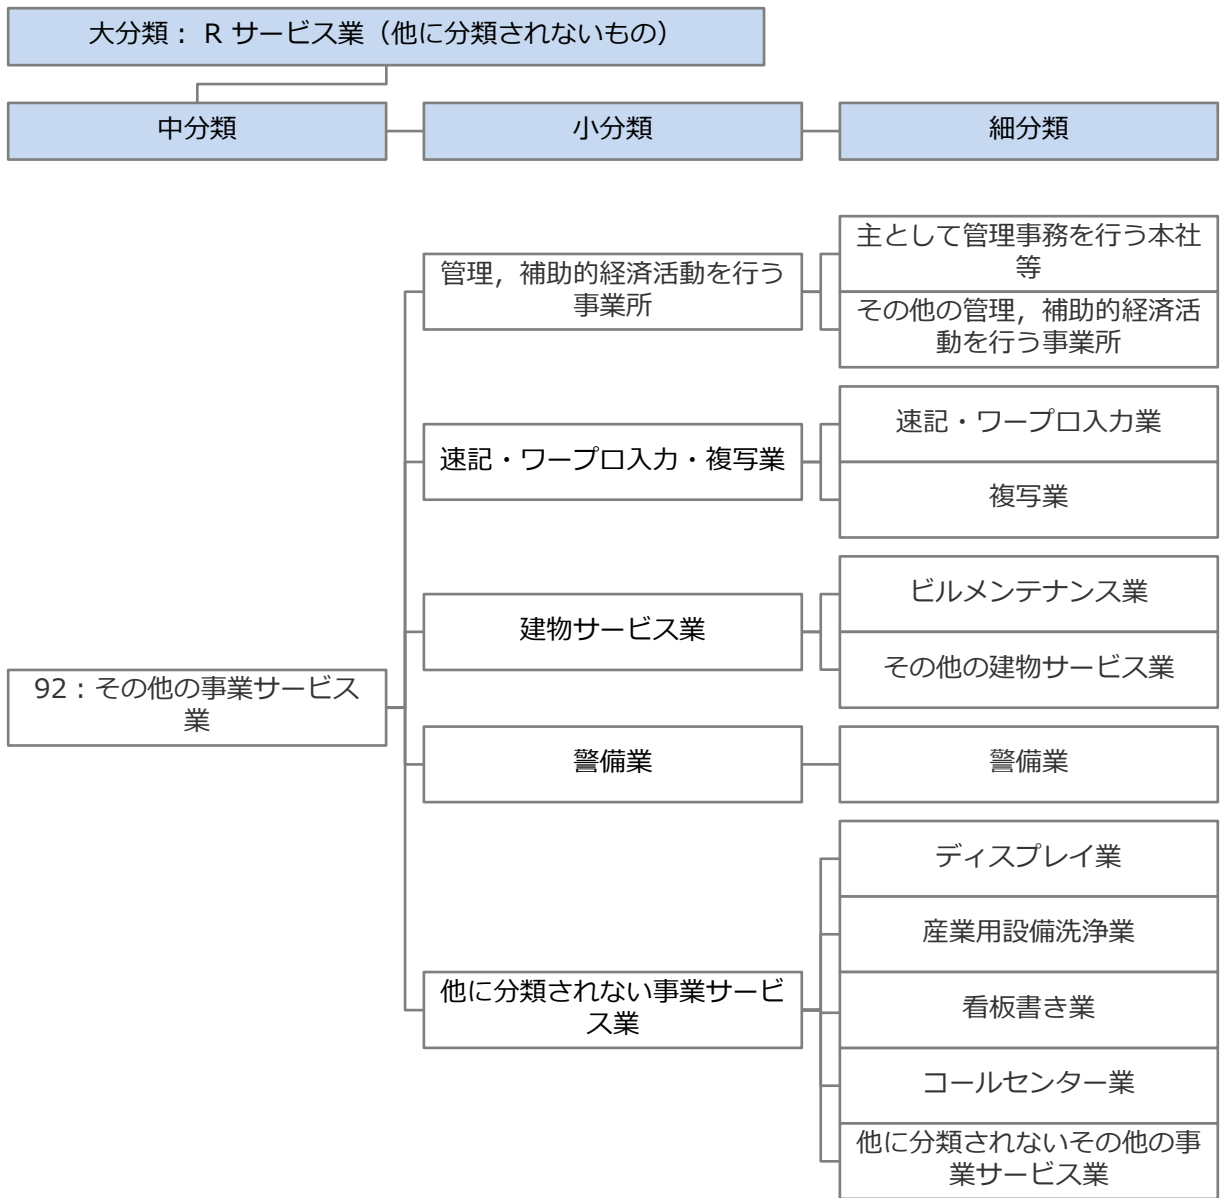 大分類： R サービス業（他に分類されないもの）
中分類
小分類
細分類
92：その他の事業サービス
業
管理，補助的経済活動を行う
事業所
主として管理事務を行う本社
等
その他の管理，補助的経済活
動を行う事業所
速記・ワープロ入力・複写業
速記・ワープロ入力業
複写業
建物サービス業
ビルメンテナンス業
その他の建物サービス業
警備業
警備業
他に分類されない事業サービ
ス業
ディスプレイ業
産業用設備洗浄業
看板書き業
コールセンター業
他に分類されないその他の事
業サービス業